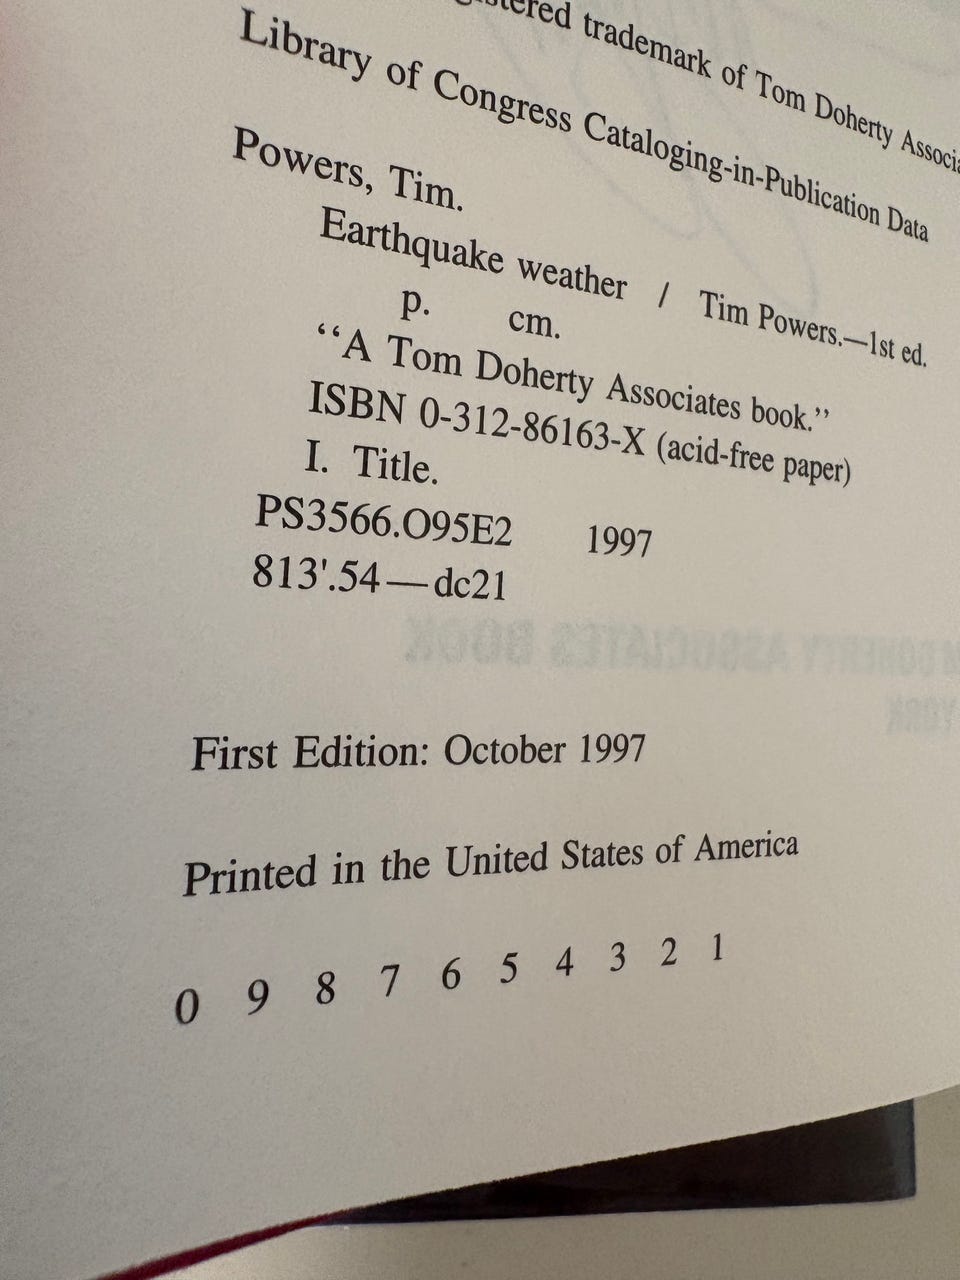 trademark of Tom Doherty
Library of Congress Cataloging-in-Publication Data
Powers, Tim.
Earthquake weather / Tim Powers.—1st ed.
p. cm.
‘‘A Tom Doherty Associates book.’’
ISBN 0-312-86163-X (acid-free paper)
I. Title.
PS3566.O95E2 1997
813'.54—dc21
ASSOCIATES BOOK
YORK
First Edition: October 1997
Printed in the United States of America
0 9 8 7 6 5 4 3 2 1